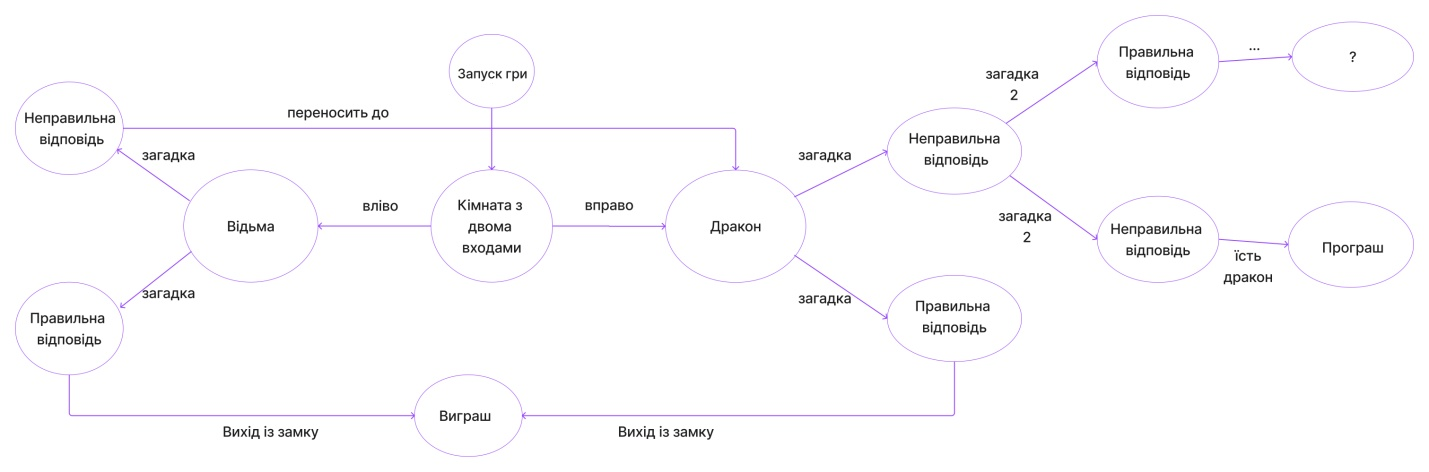 Запуск гри
Неправильна
відповідь
переносить до
загадка
Відьма
вліво
Кімната з
двома
входами
вправо
Дракон
загадка
Неправильна
відповідь
загадка
2
Правильна
відповідь
...
?
загадка
2
Неправильна
відповідь
їсть
дракон
Програш
загадка
Правильна
відповідь
загадка
Правильна
відповідь
Вихід із замку
Виграш
Вихід із замку